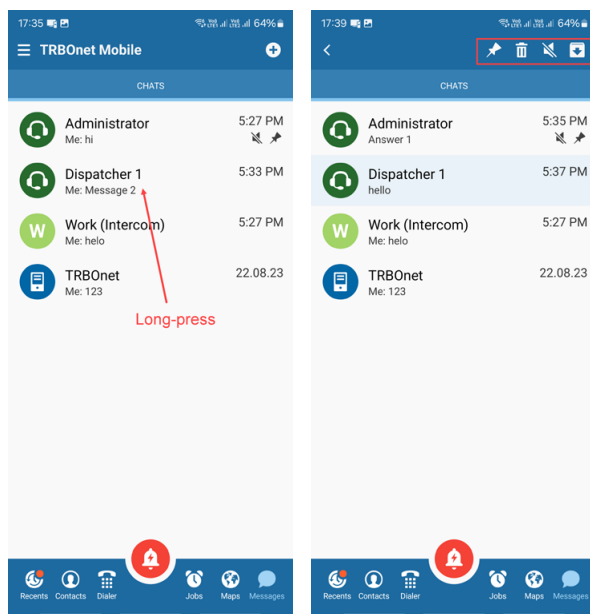 17:35 64%
TRBOnet Mobile
CHATS
Administrator 5:27 PM
Me: hi
Dispatcher 1 5:33 PM
Me: Message 2
W Work (Intercom) 5:27 PM
Me: helo
TRBOnet 22.08.23
Me: 123
Long-press
Recents Contacts Dialer Jobs Maps Messages
17:39 64%
CHATS
Administrator 5:35 PM
Answer 1
Dispatcher 1 5:37 PM
hello
W Work (Intercom) 5:27 PM
Me: helo
TRBOnet 22.08.23
Me: 123
Recents Contacts Dialer Jobs Maps Messages